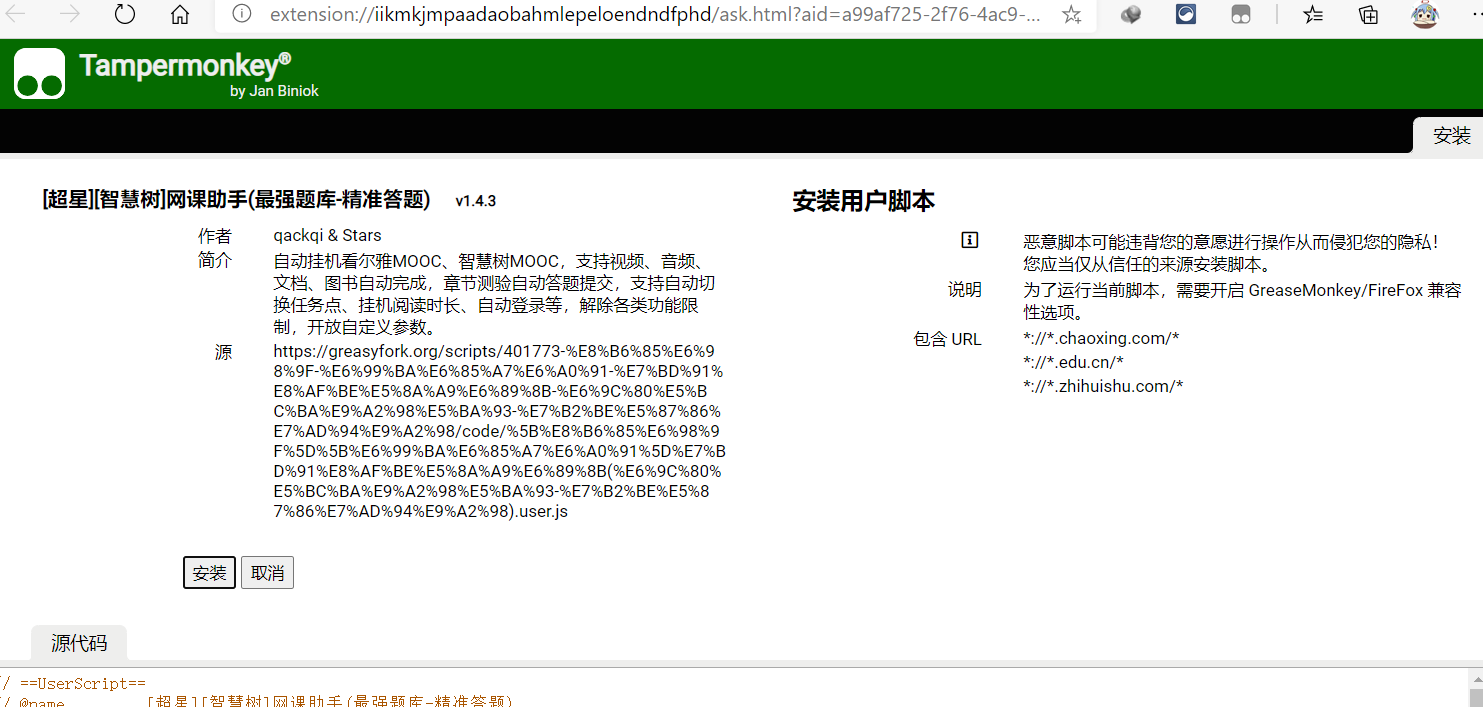 extension://iikmkjmpaadaobahmlepeloendndfphd/ask.html?aid=a99af725-2f76-4ac9-...
Tampermonkey®
by Jan Biniok
安装
[超星][智慧树]网课助手(最强题库-精准答题) v1.4.3
作者 qackqi & Stars
简介 自动挂机看尔雅MOOC、智慧树MOOC，支持视频、音频、
文档、图书自动完成，章节测验自动答题提交，支持自动切
换任务点、挂机阅读时长、自动登录等，解除各类功能限
制，开放自定义参数。
源 https://greasyfork.org/scripts/401773-%E8%B6%85%E6%9
8%9F-%E6%99%BA%E6%85%A7%E6%A0%91-%E7%BD%91%
E8%AF%BE%E5%8A%A9%E6%89%8B-%E6%9C%80%E5%B
C%BA%E9%A2%98%E5%BA%93-%E7%B2%BE%E5%87%86%
E7%AD%94%E9%A2%98/code/%5B%E8%B6%85%E6%98%9
F%5D%5B%E6%99%BA%E6%85%A7%E6%A0%91%5D%E7%B
D%91%E8%AF%BE%E5%8A%A9%E6%89%8B(%E6%9C%80%
E5%BC%BA%E9%A2%98%E5%BA%93-%E7%B2%BE%E5%8
7%86%E7%AD%94%E9%A2%98).user.js
安装用户脚本
恶意脚本可能违背您的意愿进行操作从而侵犯您的隐私！
您应当仅从信任的来源安装脚本。
说明 为了运行当前脚本，需要开启 GreaseMonkey/FireFox 兼容
性选项。
包含 URL *://*.chaoxing.com/*
*://*.edu.cn/*
*://*.zhihuishu.com/*
安装 取消
源代码
/ ==UserScript==
/ @name [超星][智慧树]网课助手(最强题库-精准答题)